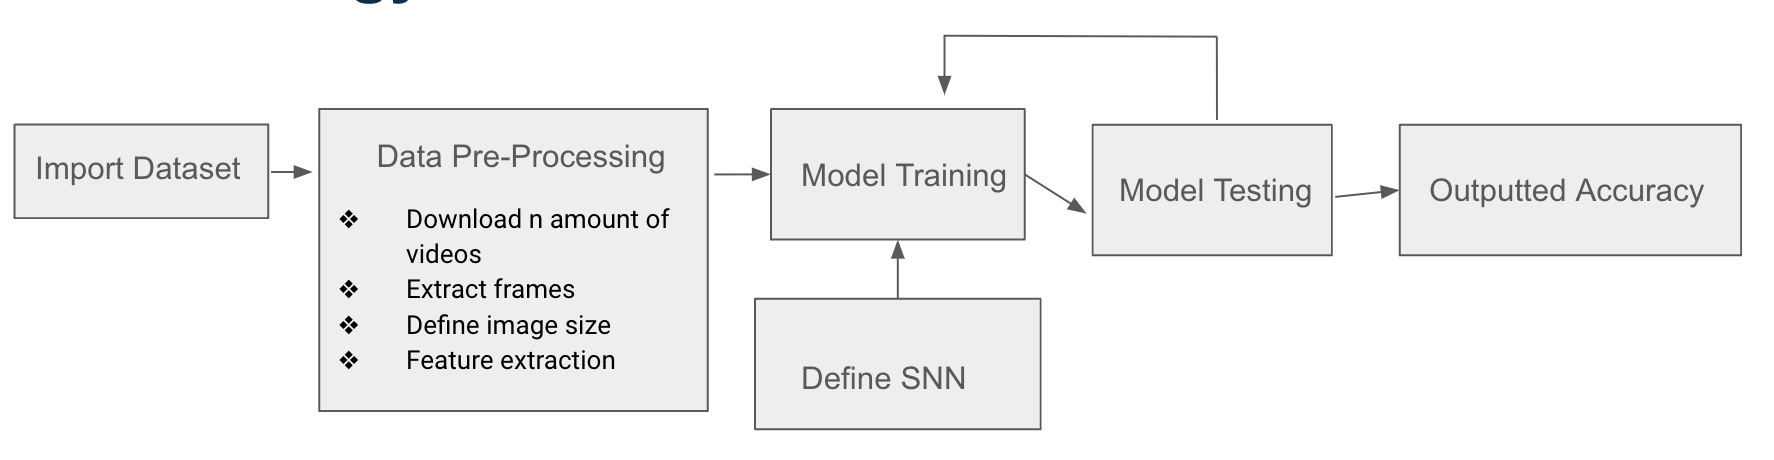 Import Dataset
Data Pre-Processing
❖ Download n amount of
videos
❖ Extract frames
❖ Define image size
❖ Feature extraction
Model Training
Define SNN
Model Testing
Outputted Accuracy